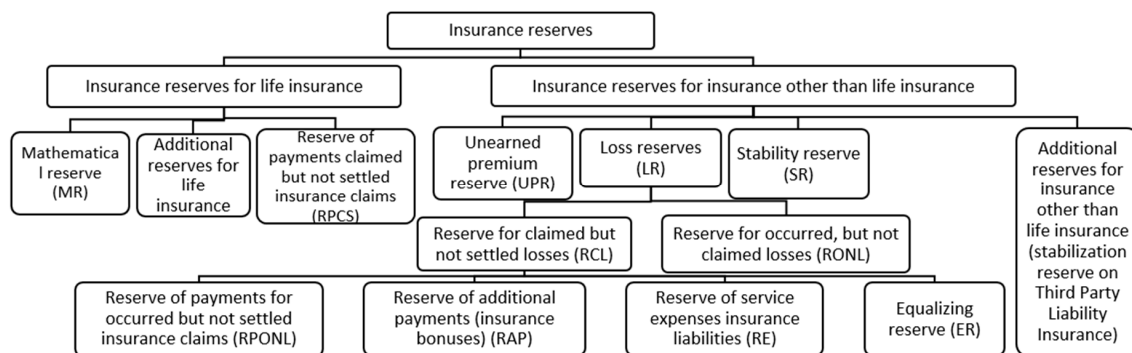 Insurance reserves
Insurance reserves for life insurance
Insurance reserves for insurance other than life insurance
Mathematica
l reserve
(MR)
Additional
reserves for
life
insurance
Reserve of
payments claimed
but not settled
insurance claims
(RPCS)
Unearned
premium
reserve (UPR)
Loss reserves
(LR)
Stability reserve
(SR)
Additional
reserves for
insurance
other than
life insurance
(stabilization
reserve on
Third Party
Liability
Insurance)
Reserve for claimed but
not settled losses (RCL)
Reserve for occurred, but not
claimed losses (RONL)
Reserve of payments for
occurred but not settled
insurance claims (RPONL)
Reserve of additional
payments (insurance
bonuses) (RAP)
Reserve of service
expenses insurance
liabilities (RE)
Equalizing
reserve (ER)